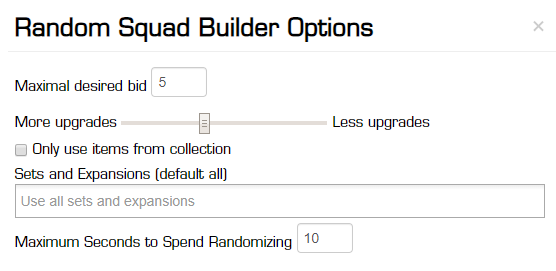 Random Squad Builder Options ×
Maximal desired bid 5
More upgrades Less upgrades
Only use items from collection
Sets and Expansions (default all)
Use all sets and expansions
Maximum Seconds to Spend Randomizing 10